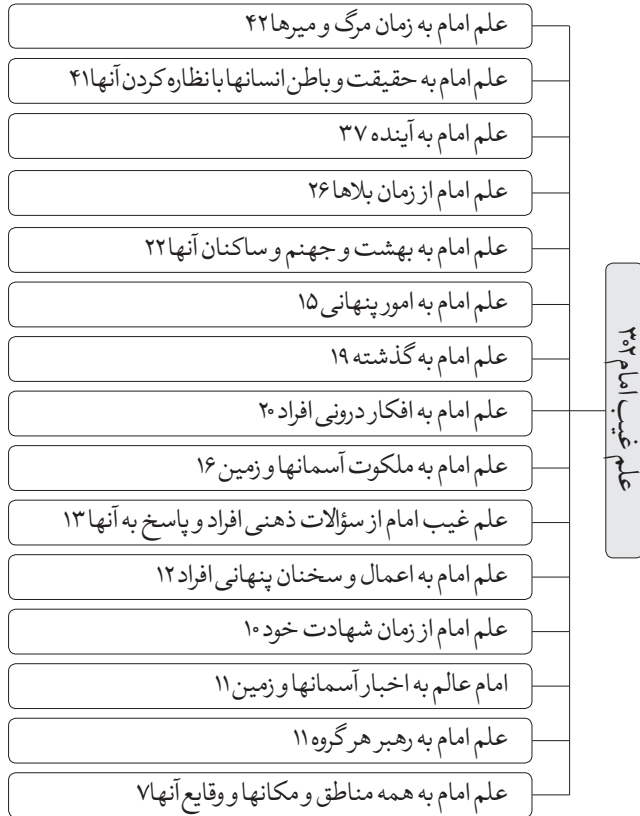 علم غیب امام ۳۰۲
علم امام به زمان مرگ و میرها ۴۲
علم امام به حقیقت و باطن انسانها با نظاره کردن آنها ۴۱
علم امام به آینده ۳۷
علم امام از زمان بلاها ۲۶
علم امام به بهشت و جهنم و ساکنان آنها ۲۲
علم امام به امور پنهانی ۱۵
علم امام به گذشته ۱۹
علم امام به افکار درونی افراد ۲۰
علم امام به ملکوت آسمانها و زمین ۱۶
علم غیب امام از سؤالات ذهنی افراد و پاسخ به آنها ۱۳
علم امام به اعمال و سخنان پنهانی افراد ۱۲
علم امام از زمان شهادت خود ۱۰
امام عالم به اخبار آسمانها و زمین ۱۱
علم امام به رهبر هر گروه ۱۱
علم امام به همه مناطق و مکانها و وقایع آنها ۷